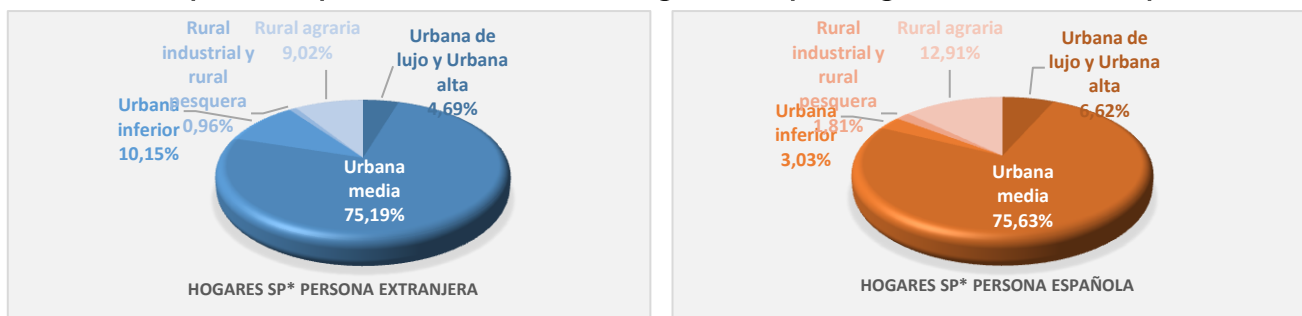 Rural
industrial y
rural
pesquera
0,96%
Rural agraria
9,02%
Urbana de
lujo y Urbana
alta
4,69%
Urbana
inferior
10,15%
Urbana
media
75,19%
HOGARES SP* PERSONA EXTRANJERA
Rural
industrial y
rural
pesquera
1,81%
Rural agraria
12,91%
Urbana de
lujo y Urbana
alta
6,62%
Urbana
inferior
3,03%
Urbana
media
75,63%
HOGARES SP* PERSONA ESPAÑOLA